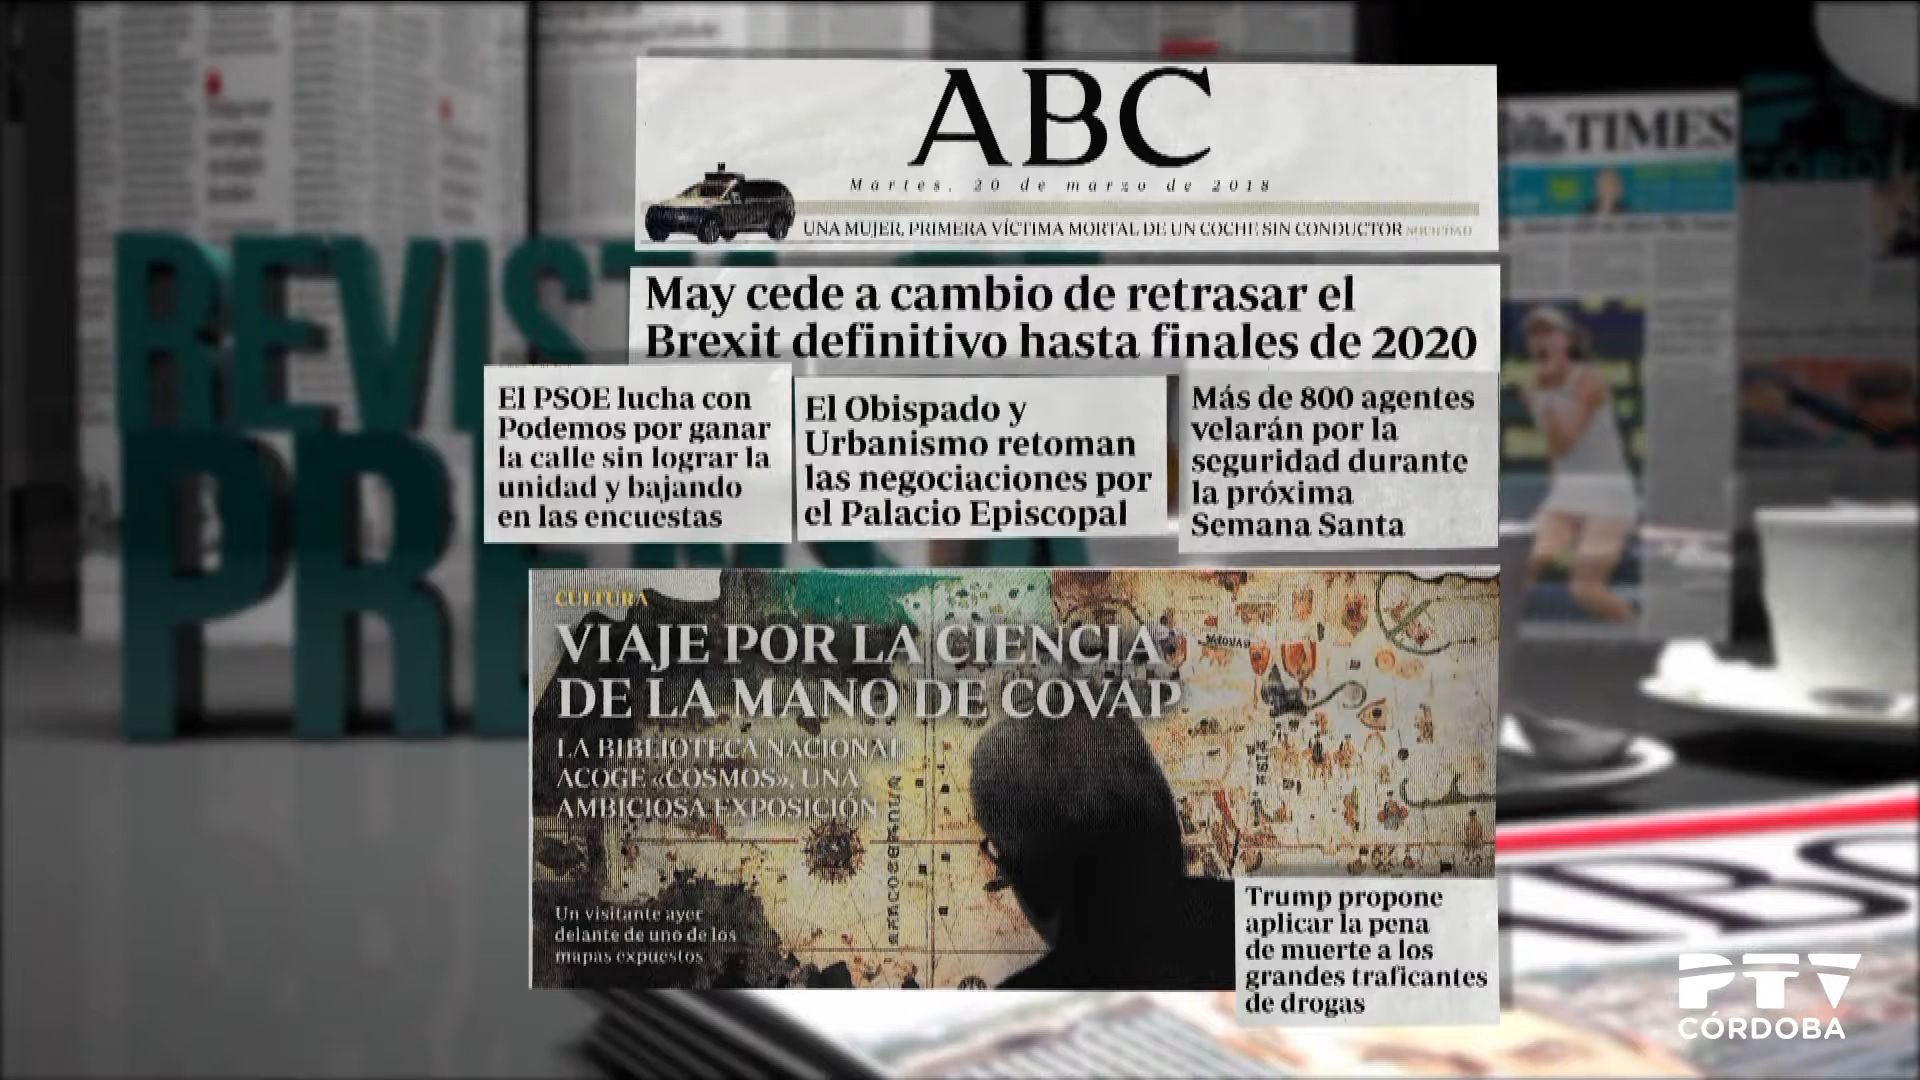 ABC
Martes, 20 de marzo de 2018
UNA MUJER, PRIMERA VÍCTIMA MORTAL DE UN COCHE SIN CONDUCTOR SOCIEDAD
May cede a cambio de retrasar el
Brexit definitivo hasta finales de 2020
El PSOE lucha con
Podemos por ganar
la calle sin lograr la
unidad y bajando
en las encuestas
El Obispado y
Urbanismo retoman
las negociaciones por
el Palacio Episcopal
Más de 800 agentes
velarán por la
seguridad durante
la próxima
Semana Santa
CULTURA
VIAJE POR LA CIENCIA
DE LA MANO DE COVAP
LA BIBLIOTECA NACIONAL
ACOGE «COSMOS», UNA
AMBICIOSA EXPOSICIÓN
Un visitante ayer
delante de uno de los
mapas expuestos
Trump propone
aplicar la pena
de muerte a los
grandes traficantes
de drogas
REVIS
PRE
TIMES
PTV
CÓRDOBA